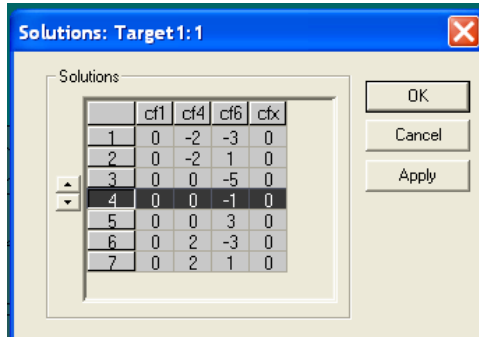 Solutions: Target1:1
Solutions
cf1 cf4 cf6 cfx
1 0 -2 -3 0
2 0 -2 1 0
3 0 0 -5 0
4 0 0 -1 0
5 0 0 3 0
6 0 2 -3 0
7 0 2 1 0
OK
Cancel
Apply